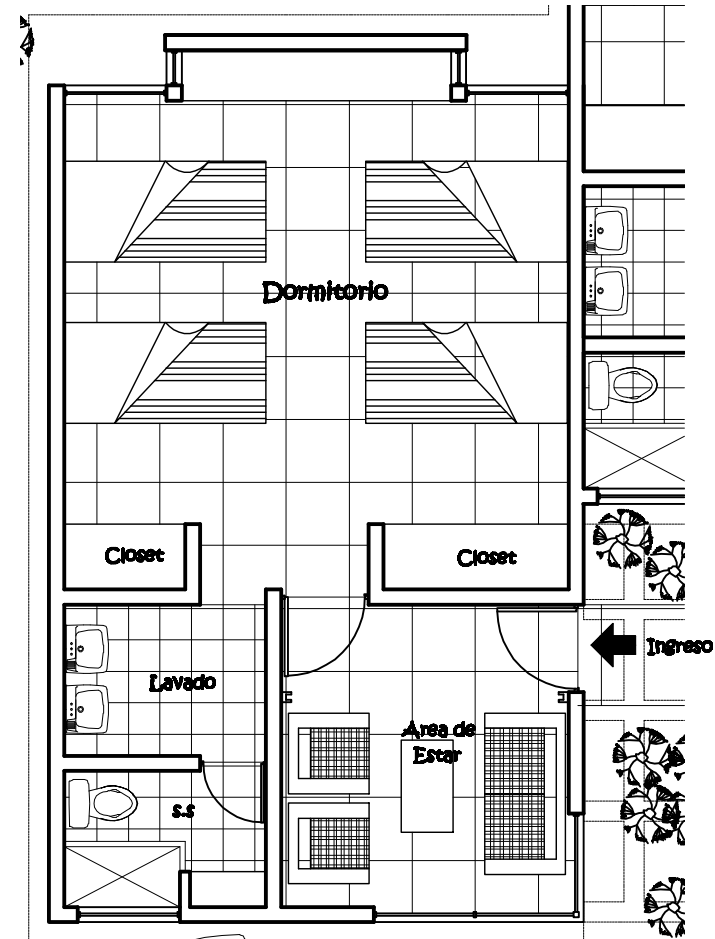 Dormitorio
Closet
Closet
Ingreso
Lavado
Area de
Estar
s.s